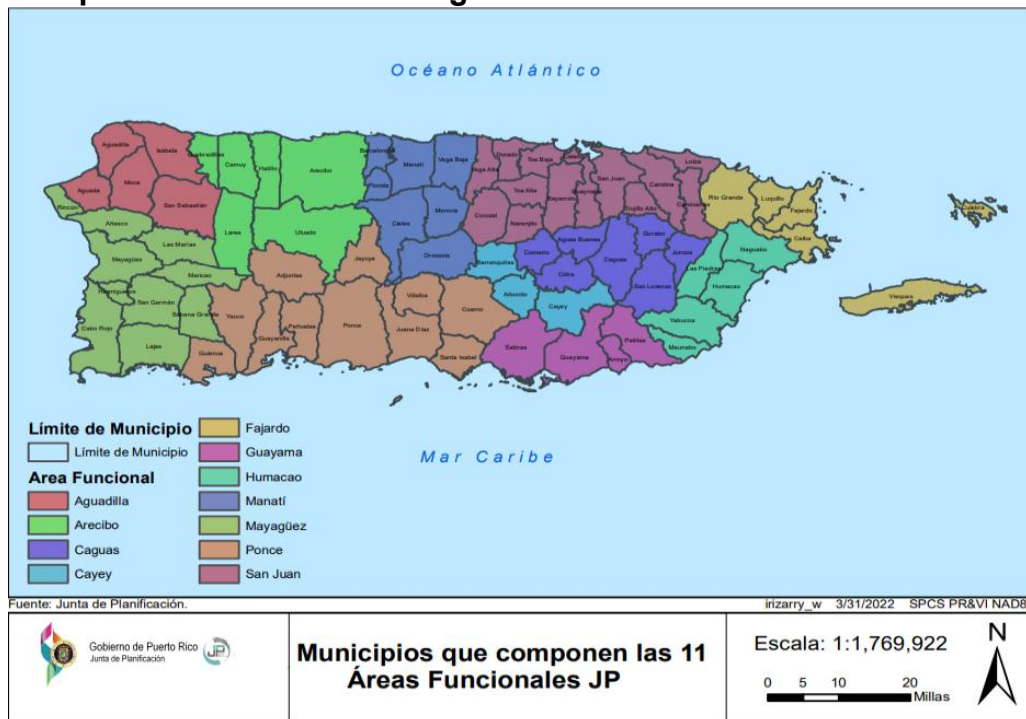 Océano Atlántico
Aguadilla
Isabela
Camuy
Hatillo
Arecibo
Manatí
Vega Baja
Dorado
Toa Baja
San Juan
Carolina
Loíza
Vega Alta
Toa Alta
Bayamón
Trujillo Alto
Río Grande
Luquillo
Fajardo
Ceiba
Culebra
Vieques
Aguada
Moca
San Sebastián
Rincón
Añasco
Mayagüez
Las Marías
Maricao
San Germán
Sabana Grande
Cabo Rojo
Lajas
Lares
Utuado
Florida
Ciales
Morovis
Orocovis
Corozal
Naranjito
Adjuntas
Jayuya
Yauco
Guánica
Guayanilla
Peñuelas
Ponce
Villalba
Juana Díaz
Coamo
Santa Isabel
Barranquitas
Aibonito
Cayey
Comerío
Aguas Buenas
Cidra
Caguas
Gurabo
Juncos
San Lorenzo
Las Piedras
Naguabo
Humacao
Yabucoa
Maunabo
Salinas
Guayama
Arroyo
Patillas
Mar Caribe
Límite de Municipio
Límite de Municipio
Area Funcional
Aguadilla
Arecibo
Caguas
Cayey
Fajardo
Guayama
Humacao
Manatí
Mayagüez
Ponce
San Juan
Fuente: Junta de Planificación.
irizarry_w 3/31/2022 SPCS PR&VI NAD8
Gobierno de Puerto Rico
Junta de Planificación
JP
Municipios que componen las 11
Áreas Funcionales JP
Escala: 1:1,769,922
0 5 10 20
Millas
N